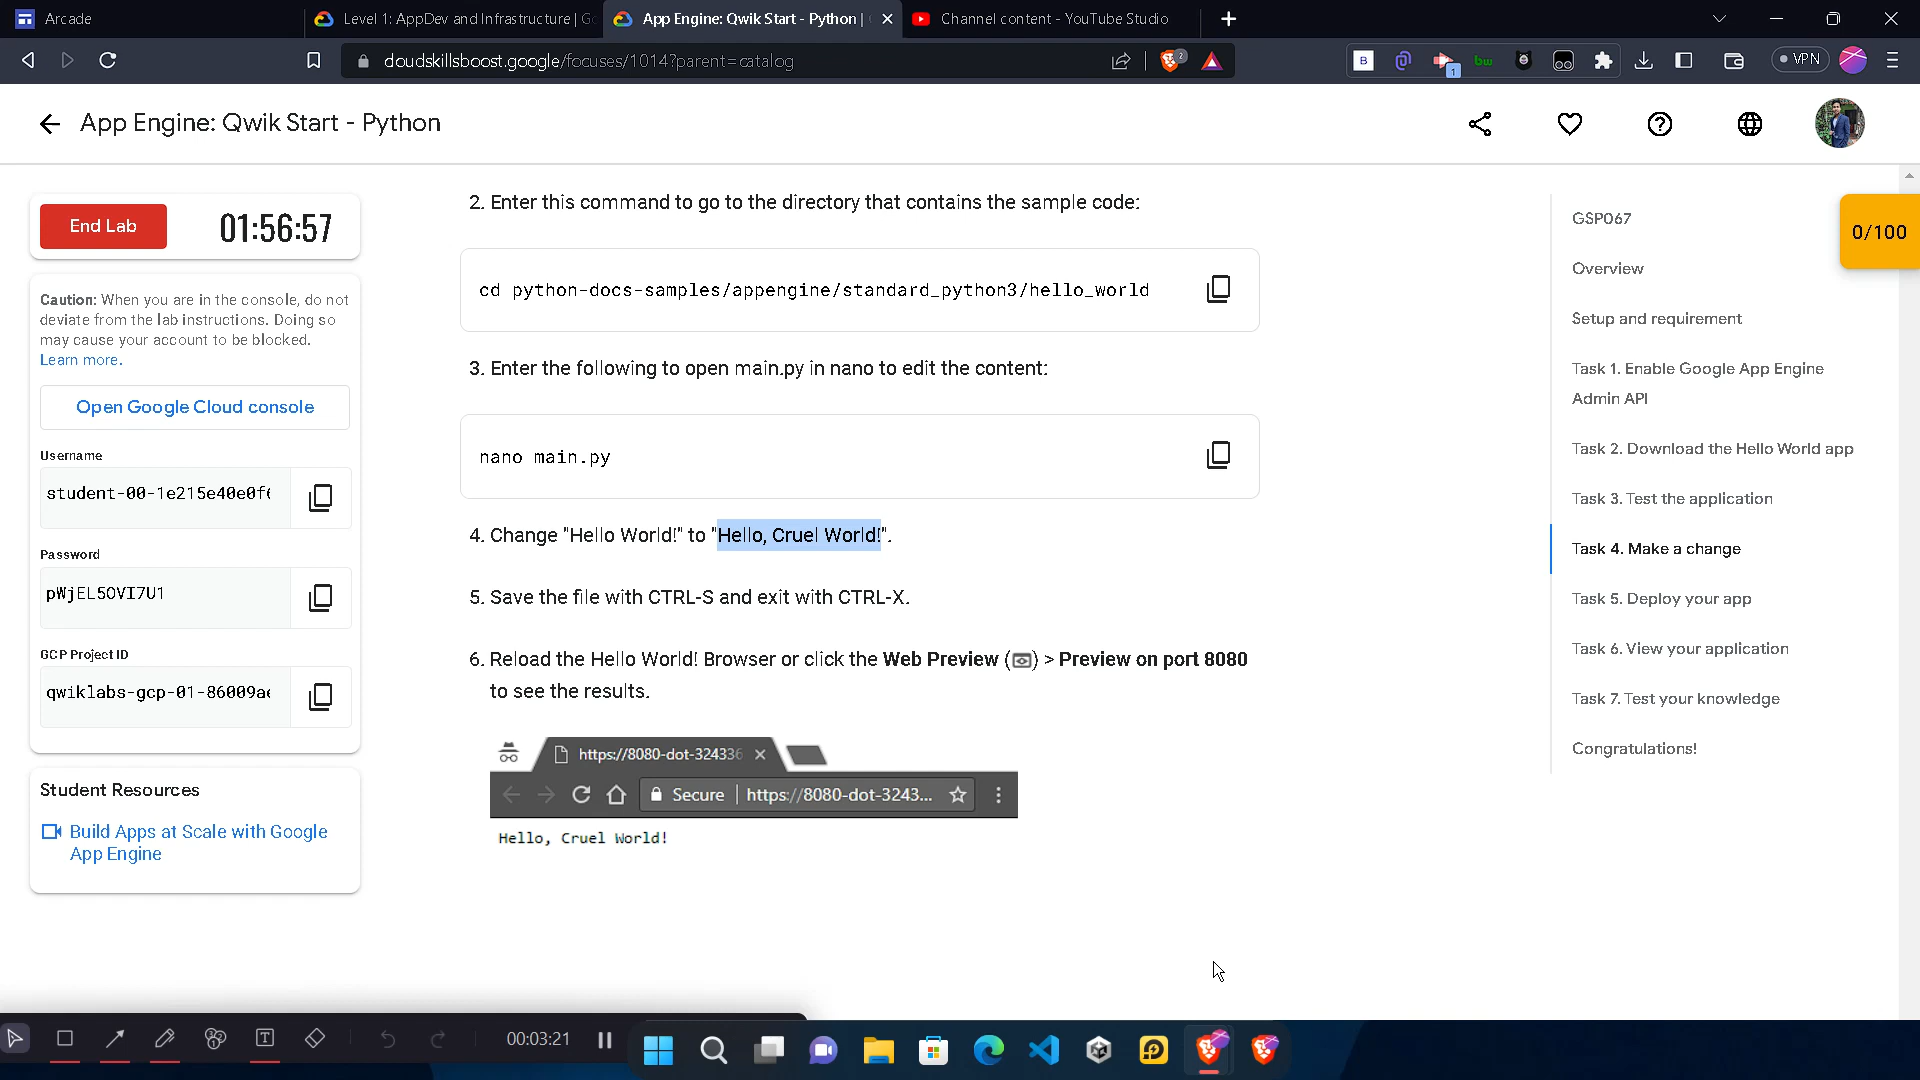 Arcade
Level 1: AppDev and Infrastructure | Go
App Engine: Qwik Start - Python |
Channel content - YouTube Studio
cloudskillsboost.google/focuses/1014?parent=catalog
2
B
1
bw
VPN
App Engine: Qwik Start - Python
End Lab
01:56:57
Caution: When you are in the console, do not
deviate from the lab instructions. Doing so
may cause your account to be blocked.
Learn more.
Open Google Cloud console
Username
student-00-1e215e40e0f6
Password
pWjEL5OVI7U1
GCP Project ID
qwiklabs-gcp-01-86009ae
Student Resources
Build Apps at Scale with Google
App Engine
2. Enter this command to go to the directory that contains the sample code:
cd python-docs-samples/appengine/standard_python3/hello_world
3. Enter the following to open main.py in nano to edit the content:
nano main.py
4. Change "Hello World!" to "Hello, Cruel World!".
5. Save the file with CTRL-S and exit with CTRL-X.
6. Reload the Hello World! Browser or click the Web Preview ( ) > Preview on port 8080
to see the results.
https://8080-dot-324336
Secure
https://8080-dot-3243...
Hello, Cruel World!
GSP067
Overview
Setup and requirement
Task 1. Enable Google App Engine
Admin API
Task 2. Download the Hello World app
Task 3. Test the application
Task 4. Make a change
Task 5. Deploy your app
Task 6. View your application
Task 7. Test your knowledge
Congratulations!
0/100
00:03:21